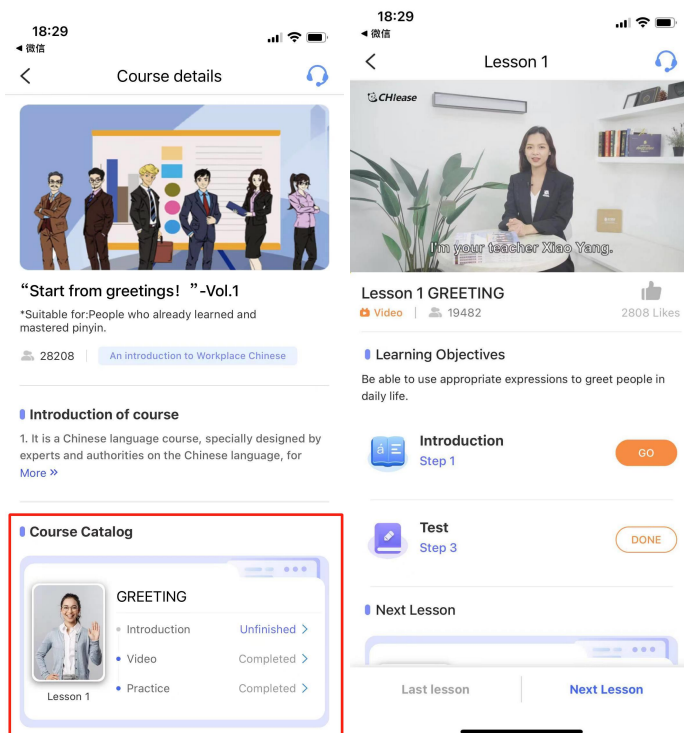 18:29
微信
Course details
“Start from greetings! ”-Vol.1
*Suitable for:People who already learned and
mastered pinyin.
28208
An introduction to Workplace Chinese
Introduction of course
1. It is a Chinese language course, specially designed by
experts and authorities on the Chinese language, for
More »
Course Catalog
GREETING
Introduction
Unfinished >
Video
Completed >
Practice
Completed >
Lesson 1
18:29
微信
Lesson 1
CHIease
I'm your teacher Xiao Yang.
Lesson 1 GREETING
Video
19482
2808 Likes
Learning Objectives
Be able to use appropriate expressions to greet people in
daily life.
Introduction
Step 1
GO
Test
Step 3
DONE
Next Lesson
Last lesson
Next Lesson